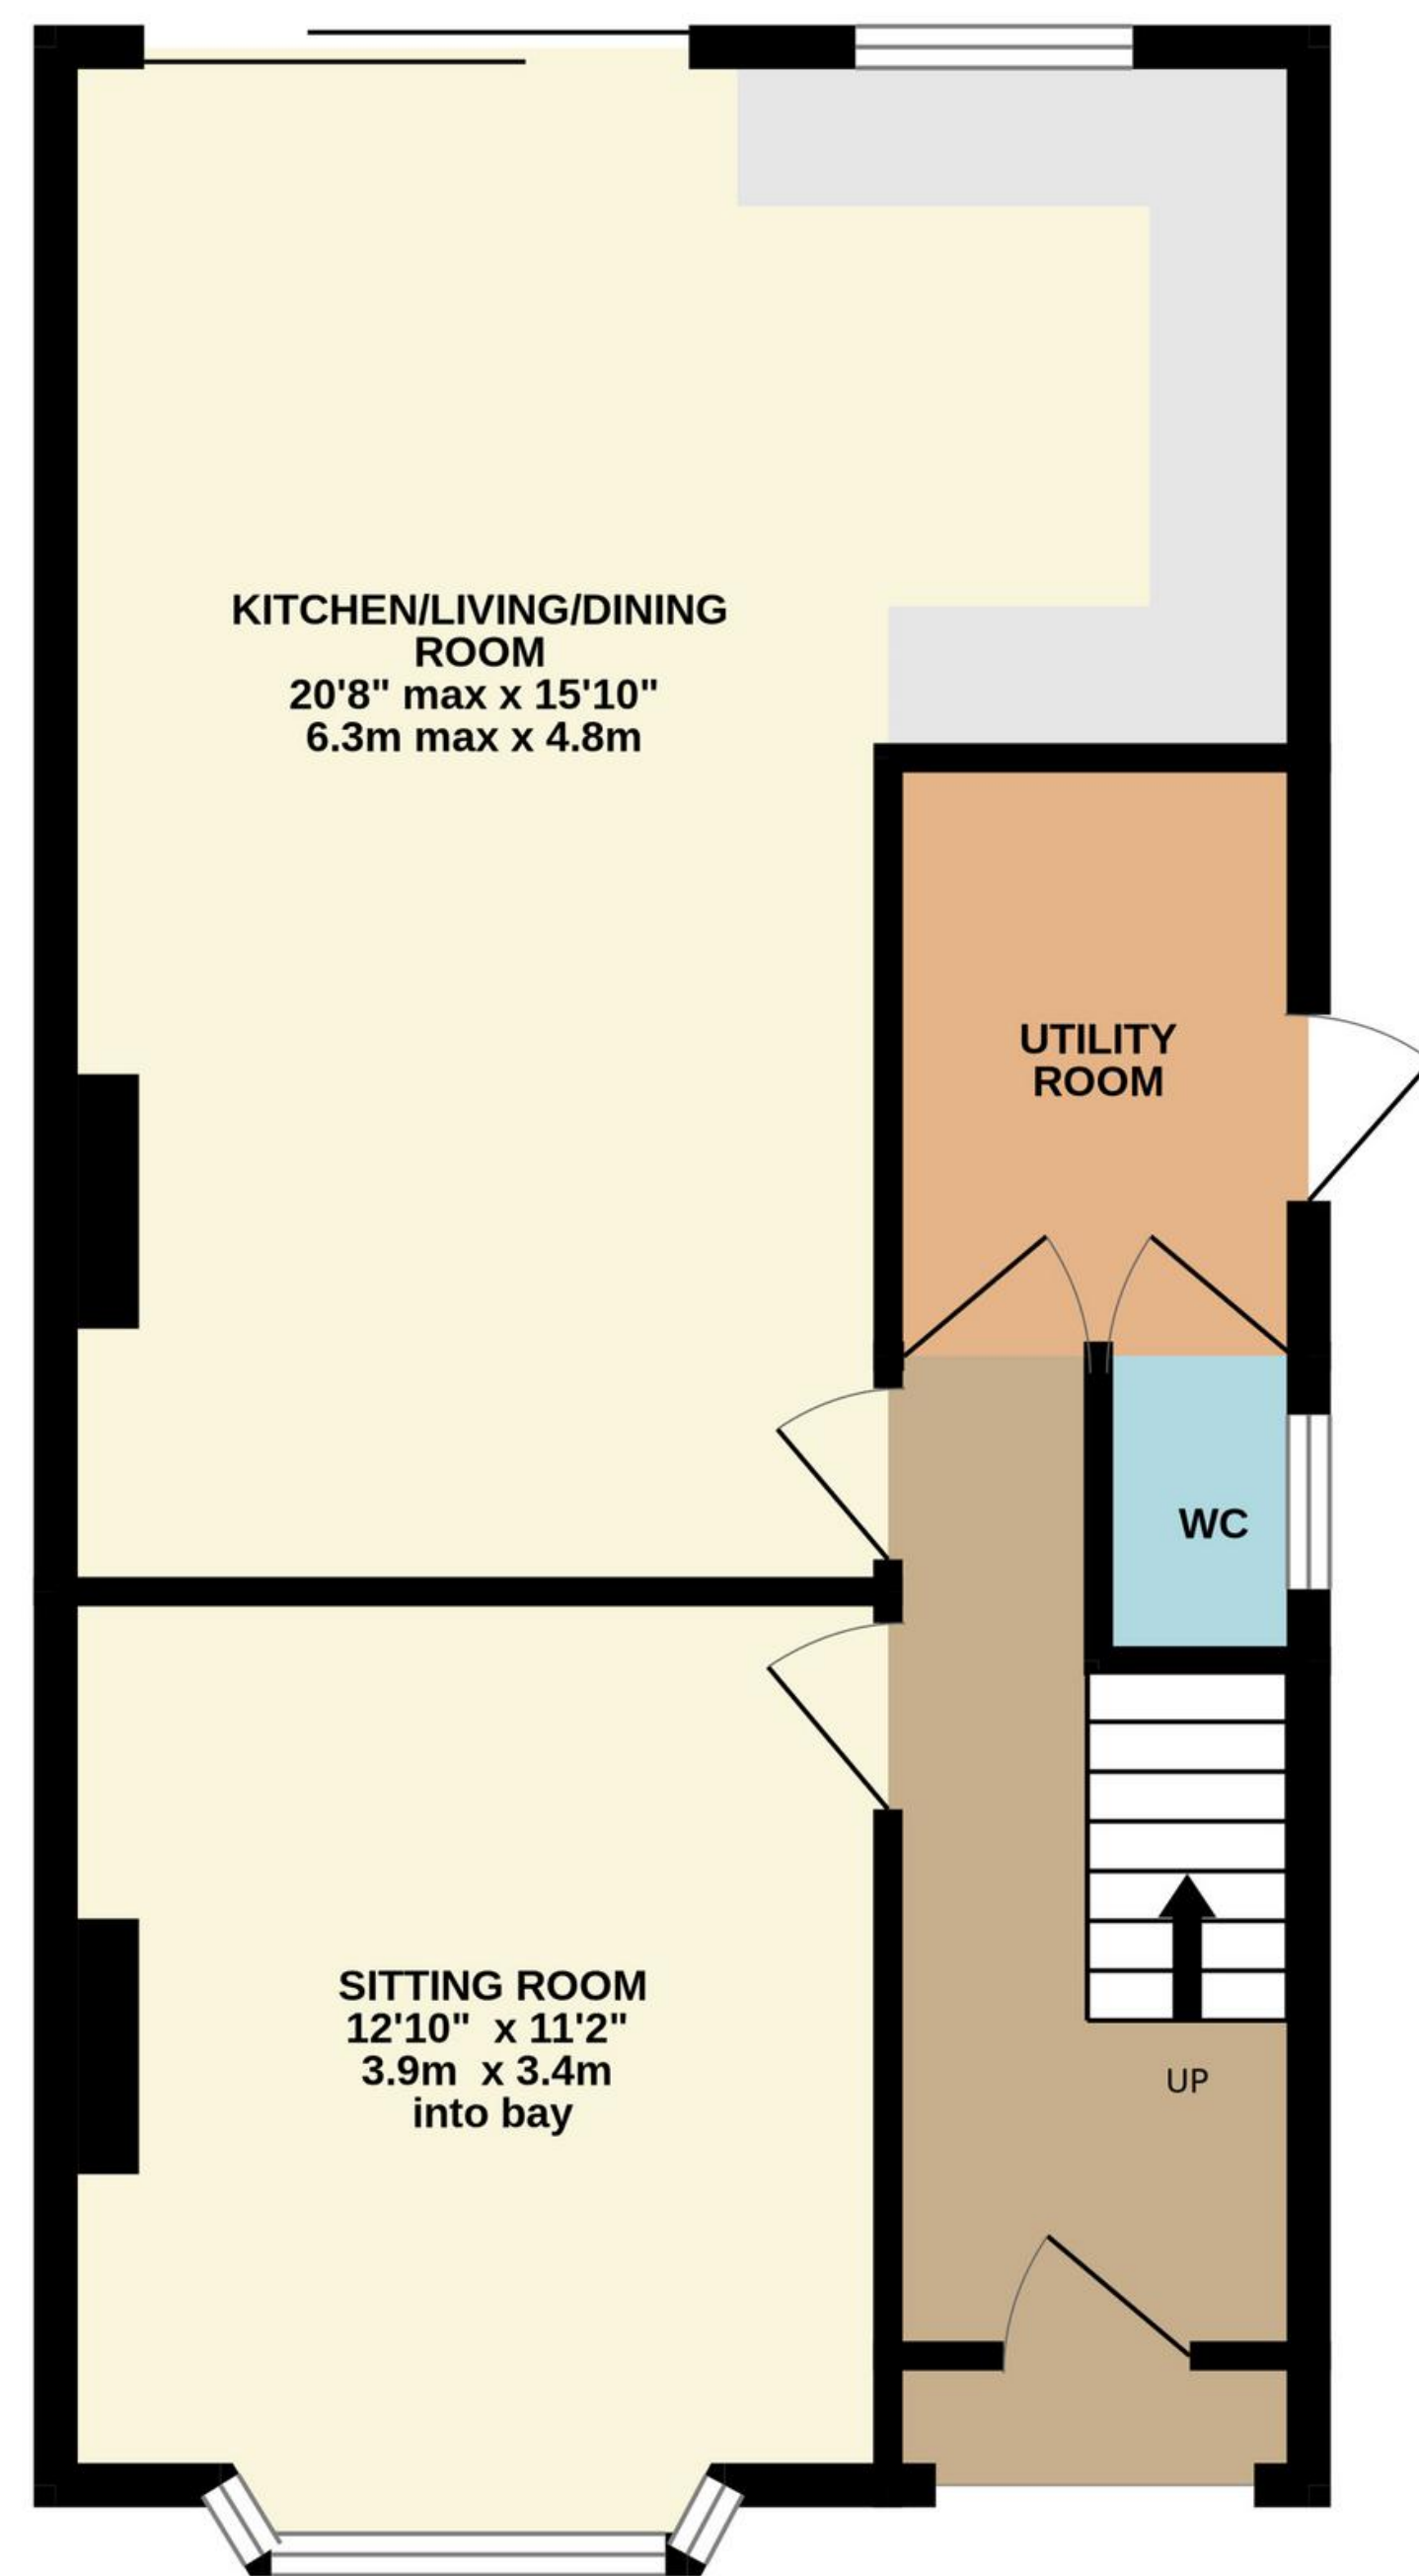 KITCHEN/LIVING/DINING
ROOM
20'8" max x 15'10"
6.3m max x 4.8m
UTILITY
ROOM
WC
SITTING ROOM
12'10" x 11'2"
3.9m x 3.4m
into bay
UP